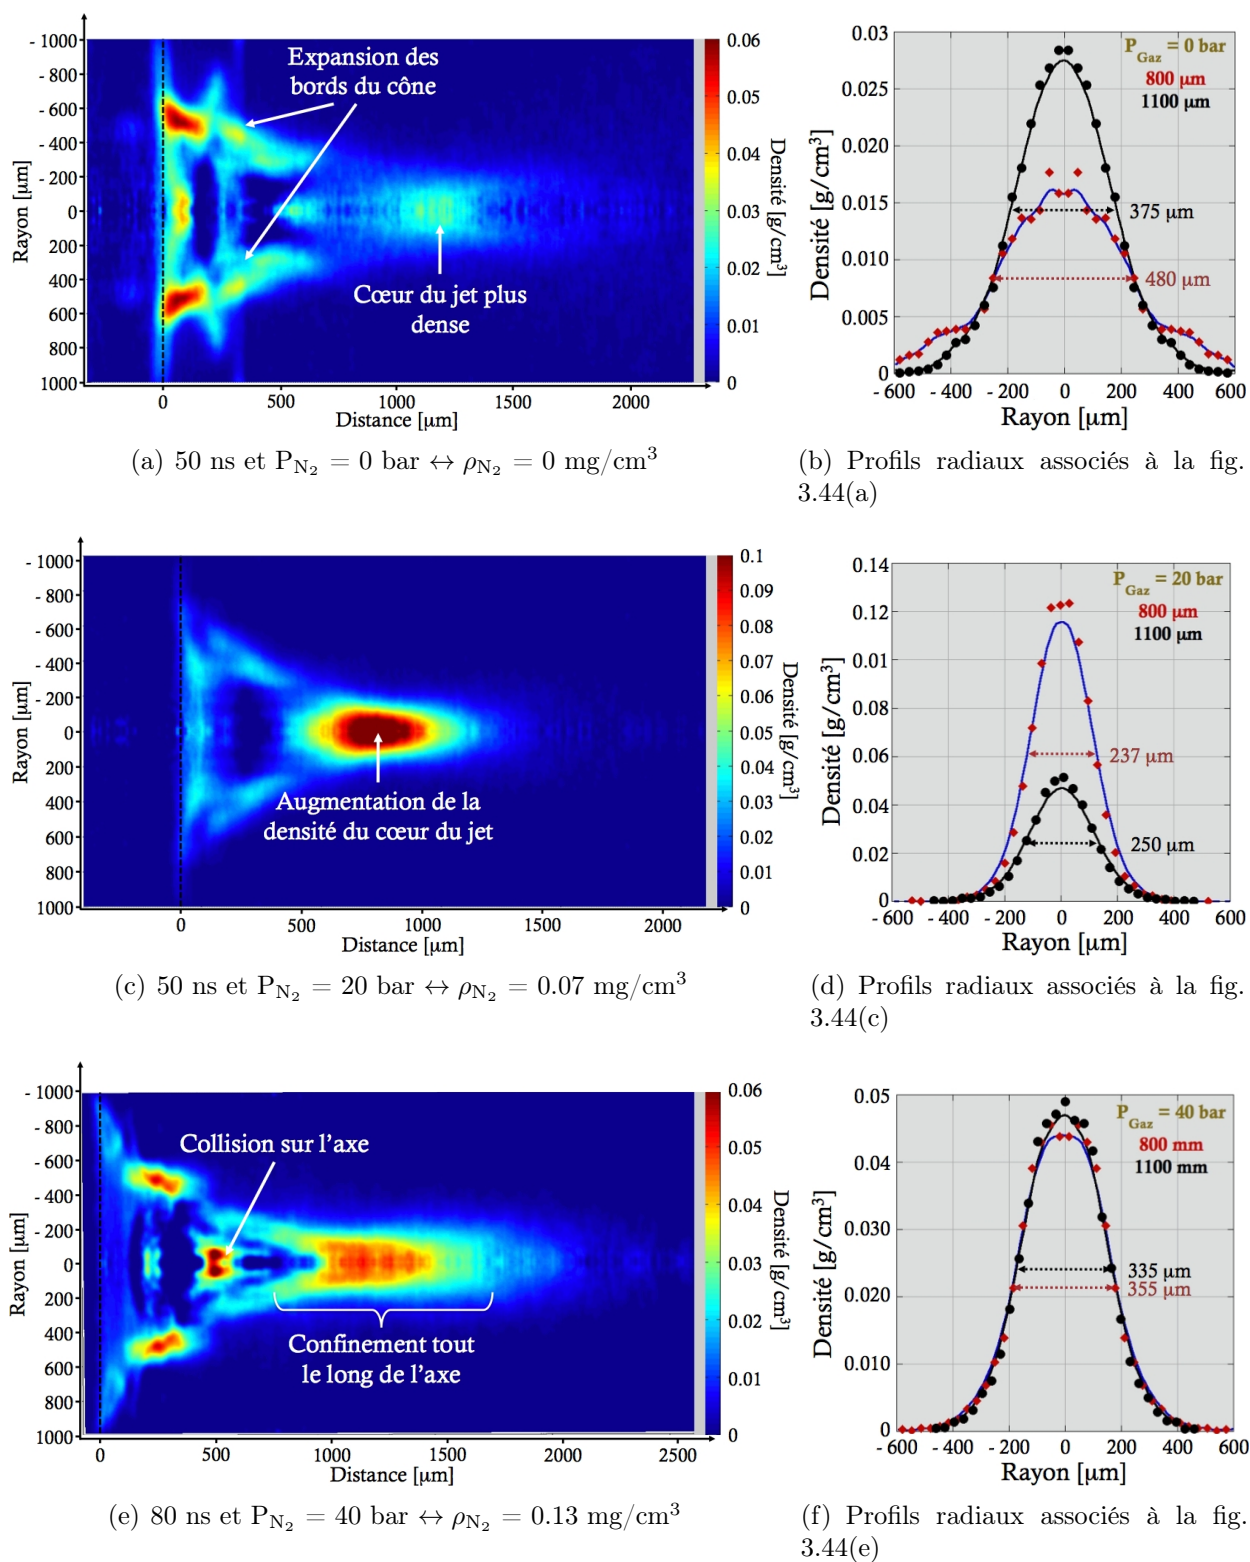 - 1000
- 800
- 600
- 400
- 200
0
200
400
600
800
1000
Rayon [μm]
Expansion des
bords du cône
Cœur du jet plus
dense
0
500
1000
1500
2000
Distance [μm]
0.06
0.05
0.04
0.03
0.02
0.01
0
Densité [g/cm³]
0.03
0.025
0.020
0.015
0.010
0.005
0
Densité [g/cm³]
P_Gaz = 0 bar
800 μm
1100 μm
375 μm
480 μm
- 600
- 400
- 200
0
200
400
600
Rayon [μm]
(a) 50 ns et P_N₂ = 0 bar ↔ ρ_N₂ = 0 mg/cm³
(b) Profils radiaux associés à la fig.
3.44(a)
- 1000
- 800
- 600
- 400
- 200
0
200
400
600
800
1000
Rayon [μm]
Augmentation de la
densité du cœur du jet
0
500
1000
1500
2000
Distance [μm]
0.1
0.09
0.08
0.07
0.06
0.05
0.04
0.03
0.02
0.01
0
Densité [g/cm³]
0.14
0.12
0.01
0.08
0.06
0.04
0.02
0
Densité [g/cm³]
P_Gaz = 20 bar
800 μm
1100 μm
237 μm
250 μm
- 600
- 400
- 200
0
200
400
600
Rayon [μm]
(c) 50 ns et P_N₂ = 20 bar ↔ ρ_N₂ = 0.07 mg/cm³
(d) Profils radiaux associés à la fig.
3.44(c)
- 1000
- 800
- 600
- 400
- 200
0
200
400
600
800
1000
Rayon [μm]
Collision sur l'axe
Confinement tout
le long de l'axe
0
500
1000
1500
2000
2500
Distance [μm]
0.06
0.05
0.04
0.03
0.02
0.01
0
Densité [g/cm³]
0.05
0.04
0.030
0.020
0.010
0
Densité [g/cm³]
P_Gaz = 40 bar
800 mm
1100 mm
335 μm
355 μm
- 600
- 400
- 200
0
200
400
600
Rayon [μm]
(e) 80 ns et P_N₂ = 40 bar ↔ ρ_N₂ = 0.13 mg/cm³
(f) Profils radiaux associés à la fig.
3.44(e)